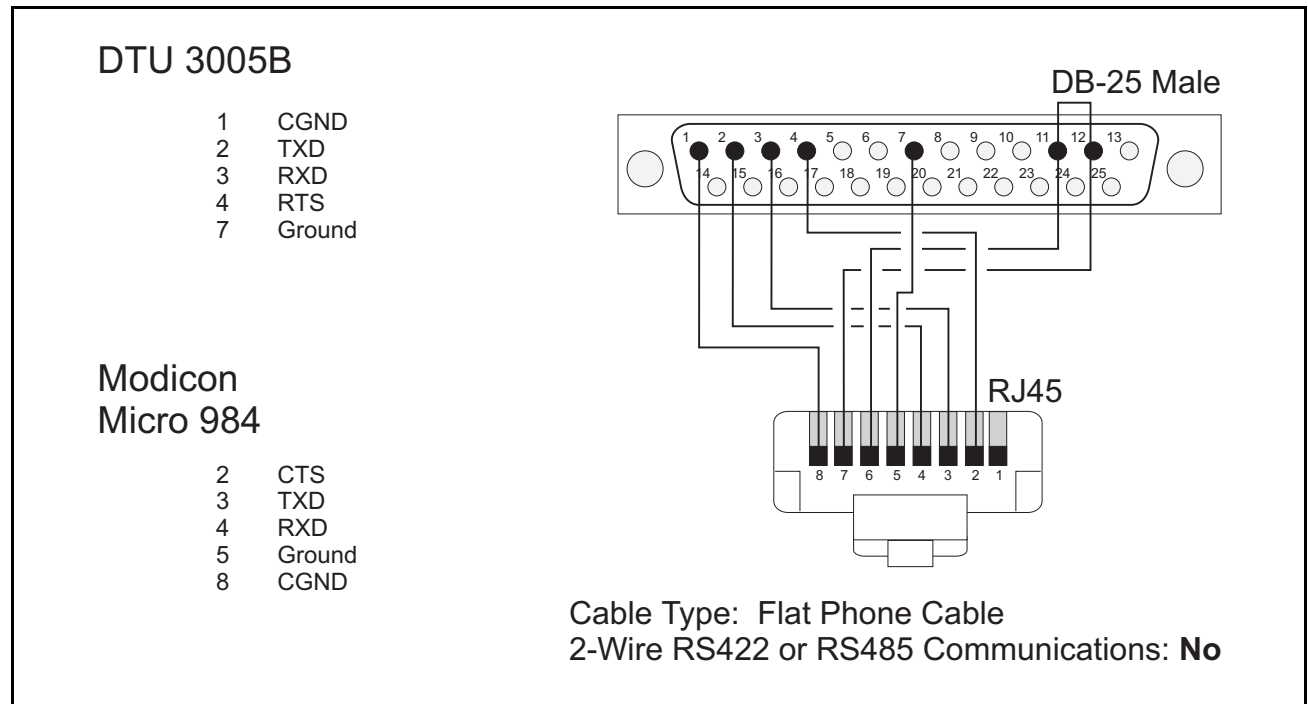 DTU 3005B
1 CGND
2 TXD
3 RXD
4 RTS
7 Ground
DB-25 Male
1 2 3 4 5 6 7 8 9 10 11 12 13
14 15 16 17 18 19 20 21 22 23 24 25
Modicon
Micro 984
2 CTS
3 TXD
4 RXD
5 Ground
8 CGND
RJ45
8 7 6 5 4 3 2 1
Cable Type: Flat Phone Cable
2-Wire RS422 or RS485 Communications: No